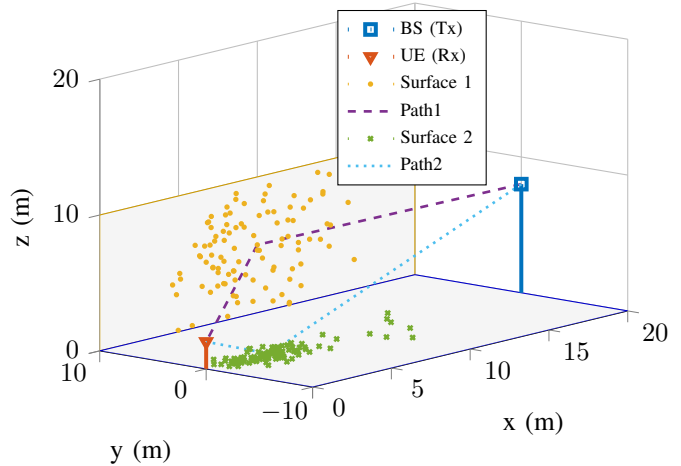 BS (Tx)
UE (Rx)
Surface 1
Path1
Surface 2
Path2
20
10
0
z (m)
10
0
−10
y (m)
0
5
10
15
20
x (m)